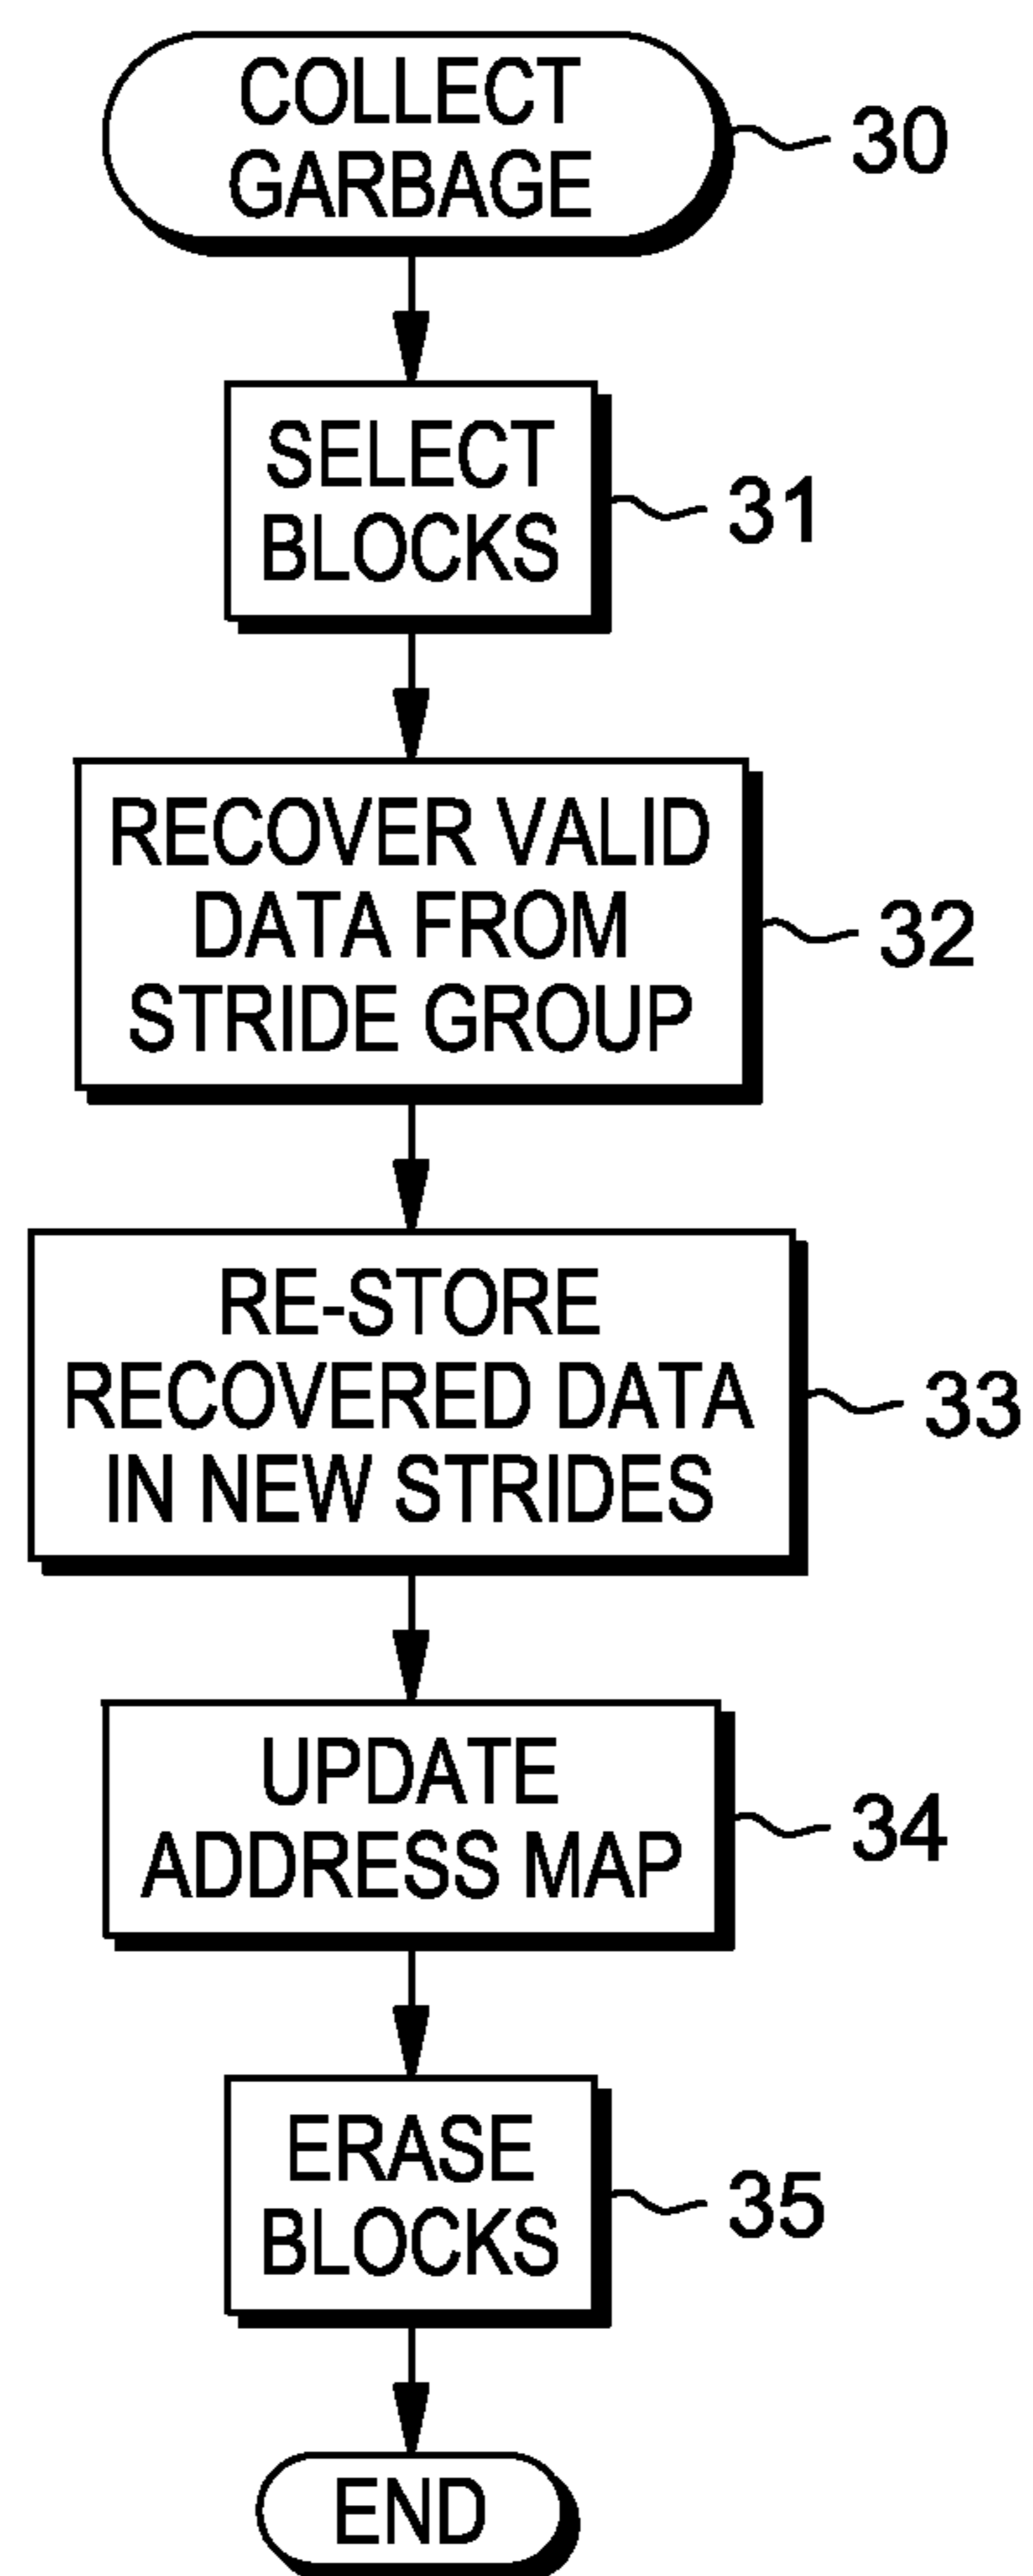 COLLECT
GARBAGE
30
SELECT
BLOCKS
31
RECOVER VALID
DATA FROM
STRIDE GROUP
32
RE-STORE
RECOVERED DATA
IN NEW STRIDES
33
UPDATE
ADDRESS MAP
34
ERASE
BLOCKS
35
END